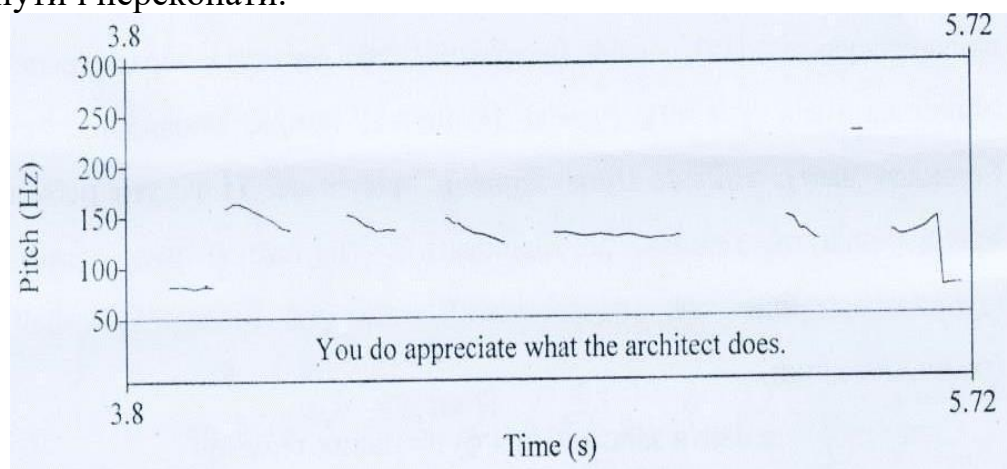 і переконати.
3.8 5.72
300
250
200
150
100
50
Pitch (Hz)
You do appreciate what the architect does.
3.8 5.72
Time (s)